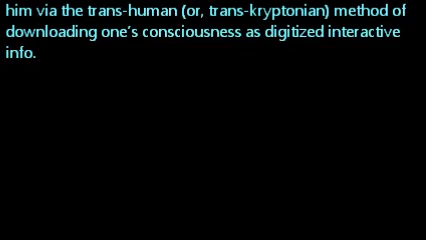 him via the trans-human (or, trans-kryptonian) method of
downloading one's consciousness as digitized interactive
info.